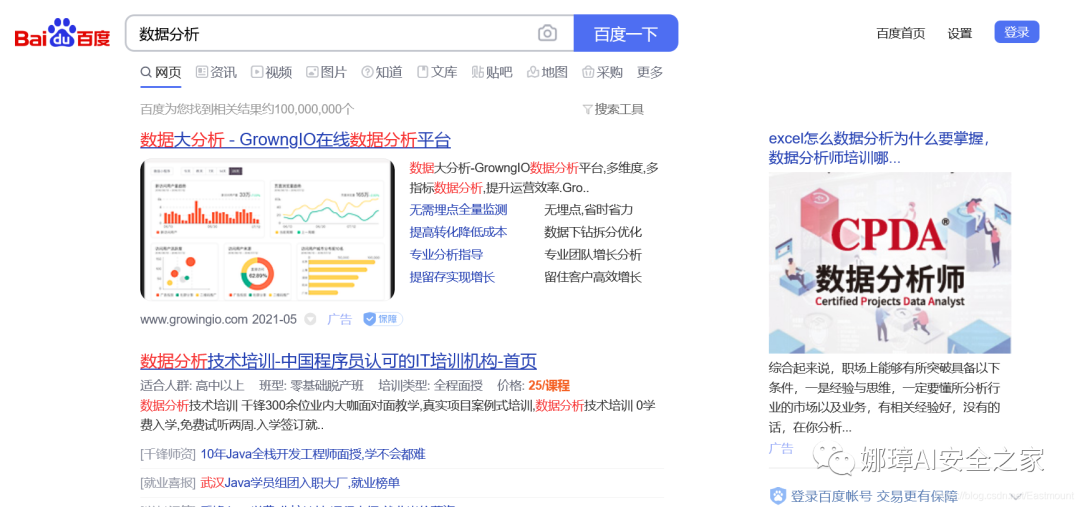 Bai du 百度
数据分析
百度一下
百度首页 设置 登录
网页 资讯 视频 图片 知道 文库 贴吧 地图 采购 更多
百度为您找到相关结果约100,000,000个
搜索工具
数据大分析 - GrowngIO在线数据分析平台
数据大分析-GrowngIO数据分析平台,多维度,多
指标数据分析,提升运营效率.Gro..
无需埋点全量监测 无埋点,省时省力
提高转化降低成本 数据下钻拆分优化
专业分析指导 专业团队增长分析
提留存实现增长 留住客户高效增长
62.69%
www.growingio.com 2021-05 广告 保障
数据分析技术培训-中国程序员认可的IT培训机构-首页
适合人群: 高中以上 班型: 零基础脱产班 培训类型: 全程面授 价格: 25/课程
数据分析技术培训 千锋300余位业内大咖面对面教学,真实项目案例式培训,数据分析技术培训 0学
费入学,免费试听两周.入学签订就..
[千锋师资] 10年Java全栈开发工程师面授,学不会都难
[就业喜报] 武汉Java学员组团入职大厂,就业榜单
excel怎么数据分析为什么要掌握，
数据分析师培训哪...
CPDA®
数据分析师
Certified Projects Data Analyst
综合起来说，职场上能够有所突破具备以下
条件，一是经验与思维，一定要懂所分析行
业的市场以及业务，有相关经验好，没有的
话，在你分析...
广告
娜璋AI安全之家
登录百度帐号 交易更有保障